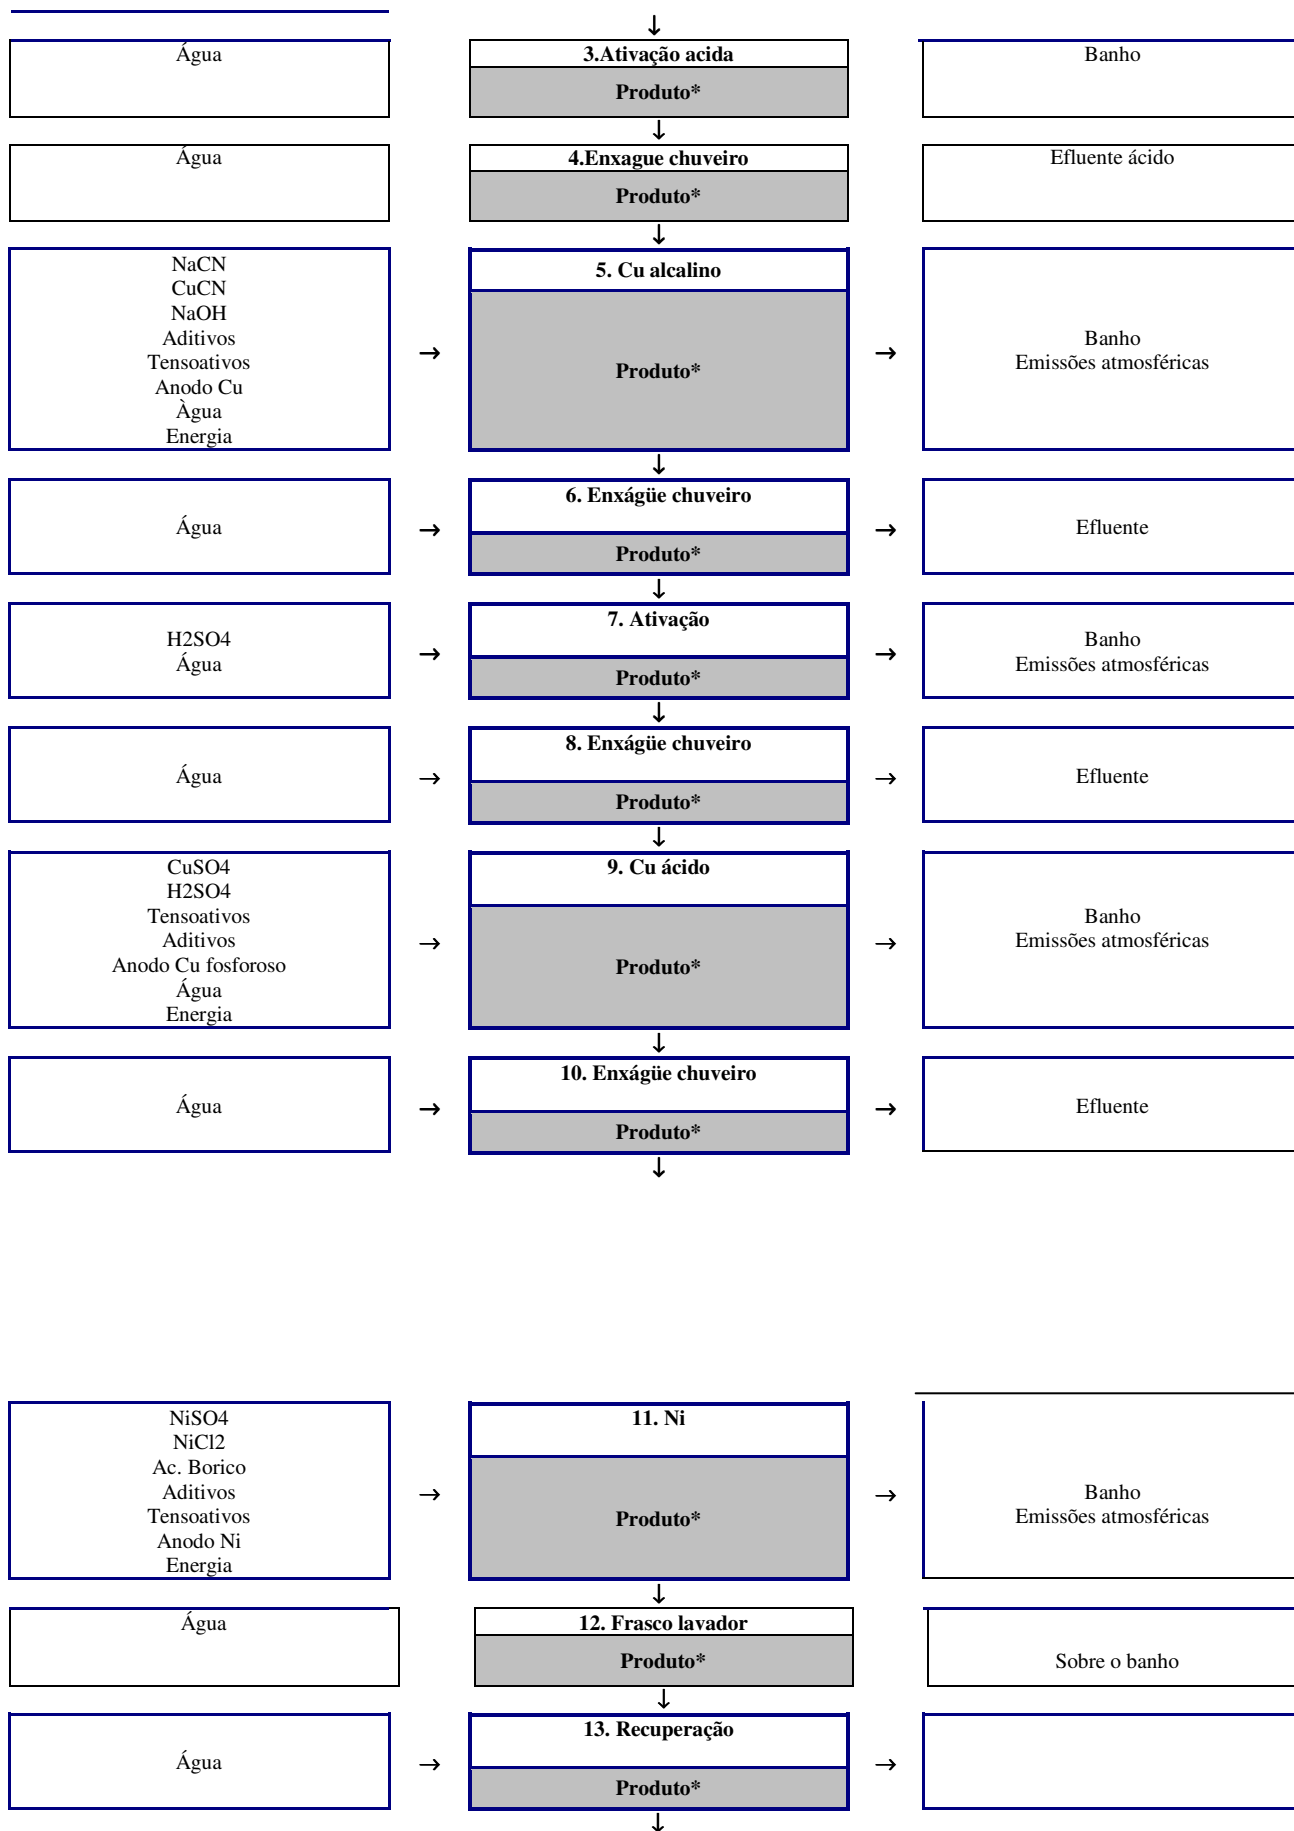 ↓
Água
3.Ativação acida
Banho
Produto*
↓
Água
4.Enxague chuveiro
Efluente ácido
Produto*
↓
NaCN
CuCN
NaOH
Aditivos
Tensoativos
Anodo Cu
Àgua
Energia
→
5. Cu alcalino
Produto*
→
Banho
Emissões atmosféricas
↓
Água
→
6. Enxágüe chuveiro
Produto*
→
Efluente
↓
H2SO4
Água
→
7. Ativação
Produto*
→
Banho
Emissões atmosféricas
↓
Água
→
8. Enxágüe chuveiro
Produto*
→
Efluente
↓
CuSO4
H2SO4
Tensoativos
Aditivos
Anodo Cu fosforoso
Água
Energia
→
9. Cu ácido
Produto*
→
Banho
Emissões atmosféricas
↓
Água
→
10. Enxágüe chuveiro
Produto*
→
Efluente
↓
NiSO4
NiCl2
Ac. Borico
Aditivos
Tensoativos
Anodo Ni
Energia
→
11. Ni
Produto*
→
Banho
Emissões atmosféricas
↓
Água
12. Frasco lavador
Produto*
Sobre o banho
↓
Água
→
13. Recuperação
Produto*
→
↓